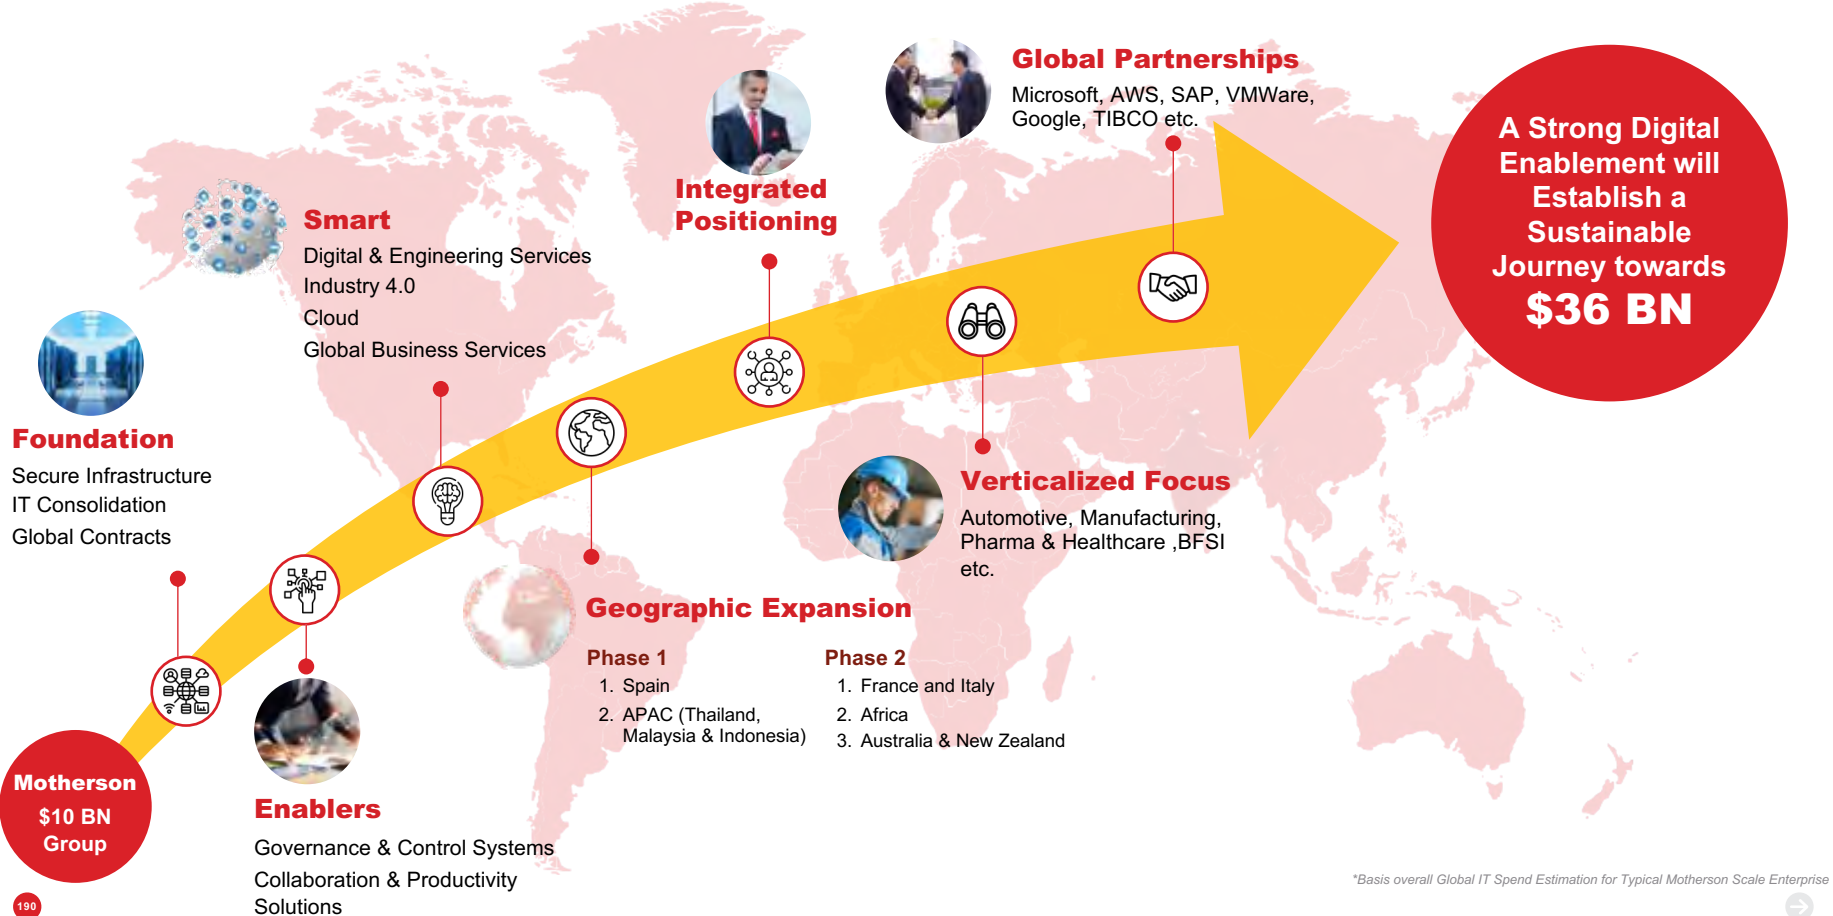 Global Partnerships
Microsoft, AWS, SAP, VMWare,
Google, TIBCO etc.
A Strong Digital
Enablement will
Establish a
Sustainable
Journey towards
$36 BN
Integrated
Positioning
Smart
Digital & Engineering Services
Industry 4.0
Cloud
Global Business Services
Foundation
Secure Infrastructure
IT Consolidation
Global Contracts
Verticalized Focus
Automotive, Manufacturing,
Pharma & Healthcare ,BFSI
etc.
Geographic Expansion
Phase 1
1. Spain
2. APAC (Thailand,
Malaysia & Indonesia)
Phase 2
1. France and Italy
2. Africa
3. Australia & New Zealand
Motherson
$10 BN
Group
Enablers
Governance & Control Systems
Collaboration & Productivity
Solutions
*Basis overall Global IT Spend Estimation for Typical Motherson Scale Enterprise
190